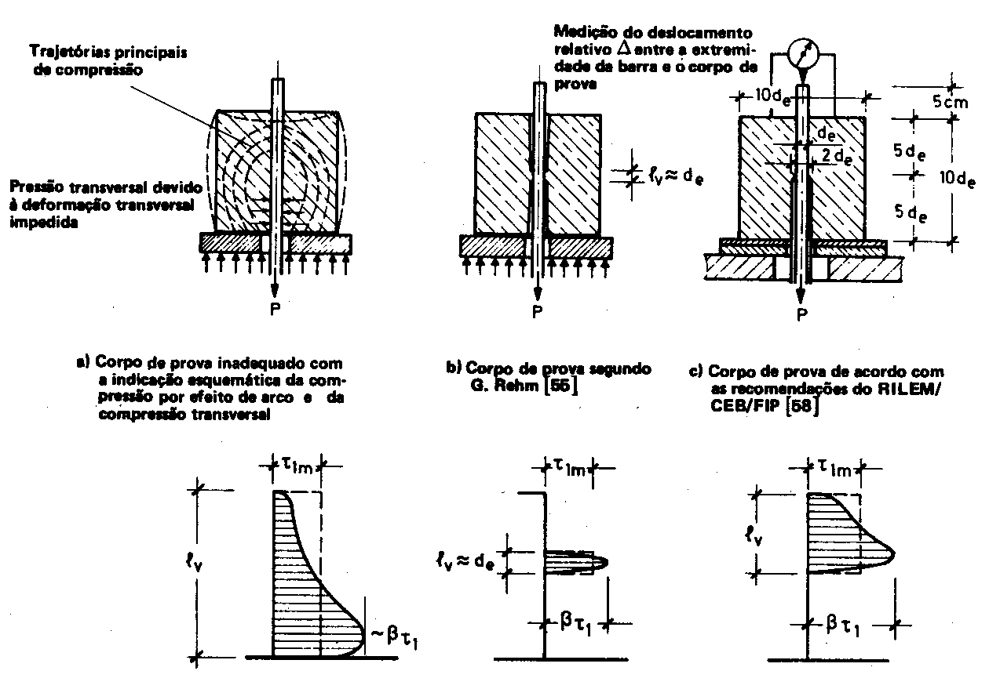 Trajetórias principais
de compressão
Pressão transversal devido
à deformação transversal
impedida
P
Medição do deslocamento
relativo Δ entre a extremi-
dade da barra e o corpo de
prova
ℓv ≈ de
P
10de
5cm
de
2de
5de
10de
5de
P
a) Corpo de prova inadequado com
a indicação esquemática da com-
pressão por efeito de arco e da
compressão transversal
b) Corpo de prova segundo
G. Rehm [55]
c) Corpo de prova de acordo com
as recomendações do RILEM/
CEB/FIP [58]
τ1m
ℓv
~βτ1
τ1m
ℓv ≈ de
βτ1
τ1m
ℓv
βτ1